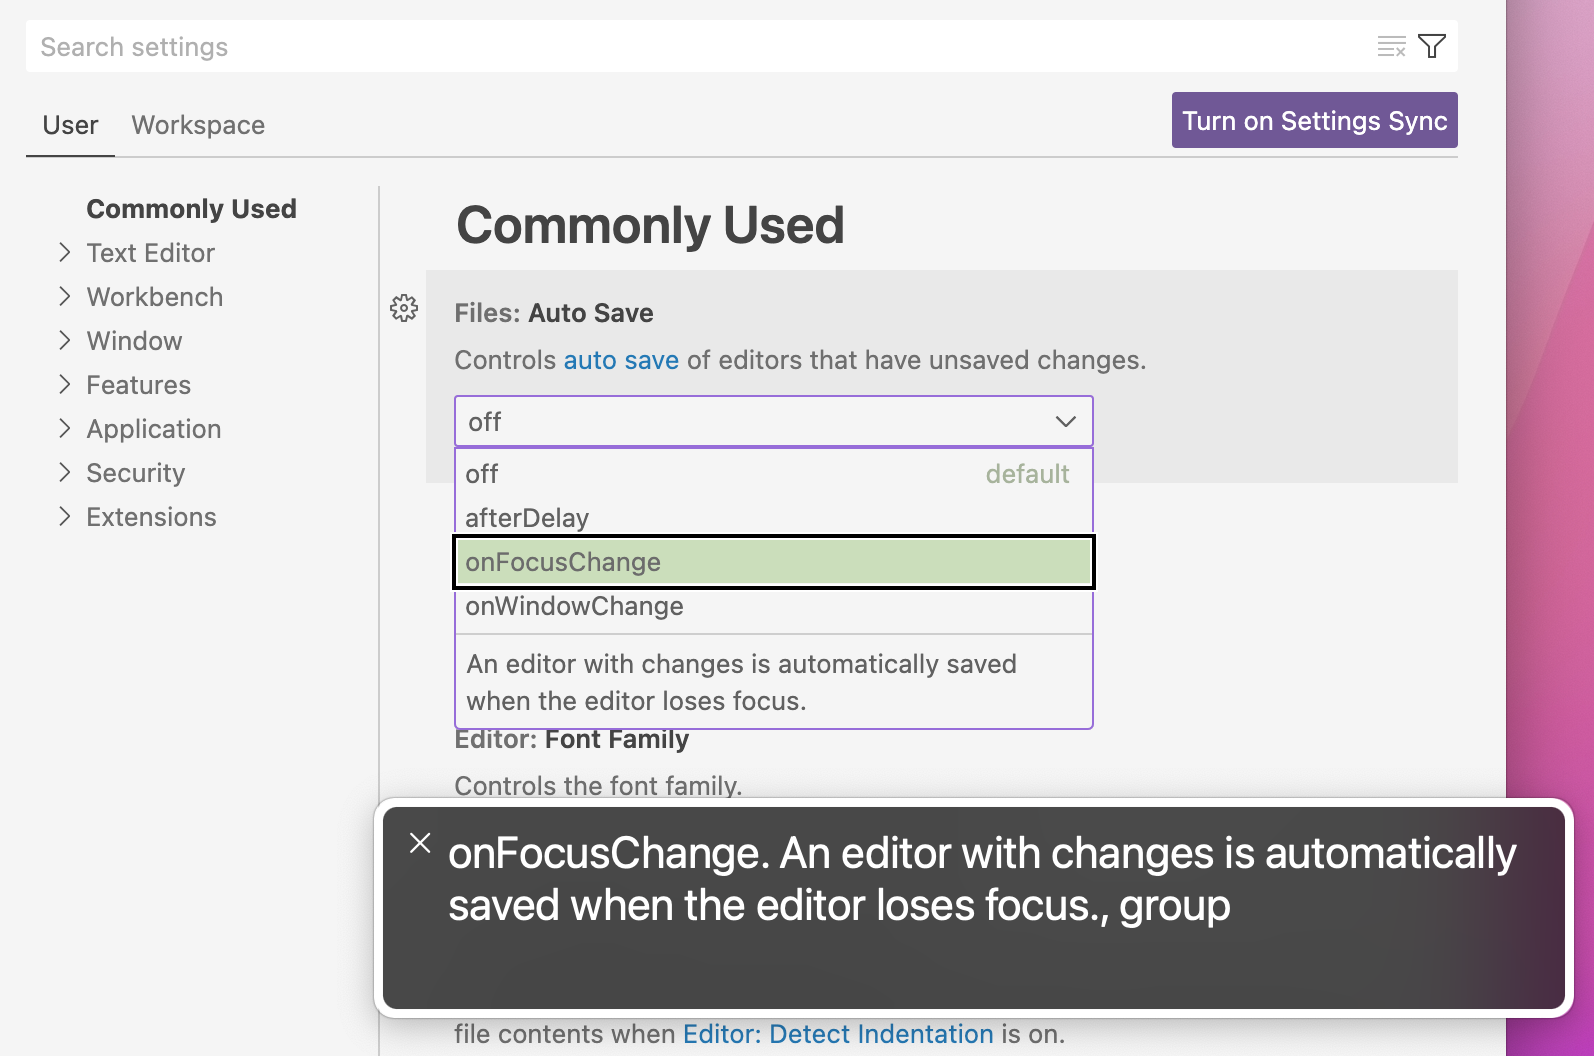 Search settings
User Workspace
Turn on Settings Sync
Commonly Used
Text Editor
Workbench
Window
Features
Application
Security
Extensions
Commonly Used
Files: Auto Save
Controls auto save of editors that have unsaved changes.
off
off default
afterDelay
onFocusChange
onWindowChange
An editor with changes is automatically saved
when the editor loses focus.
Editor: Font Family
Controls the font family.
onFocusChange. An editor with changes is automatically
saved when the editor loses focus., group
file contents when Editor: Detect Indentation is on.